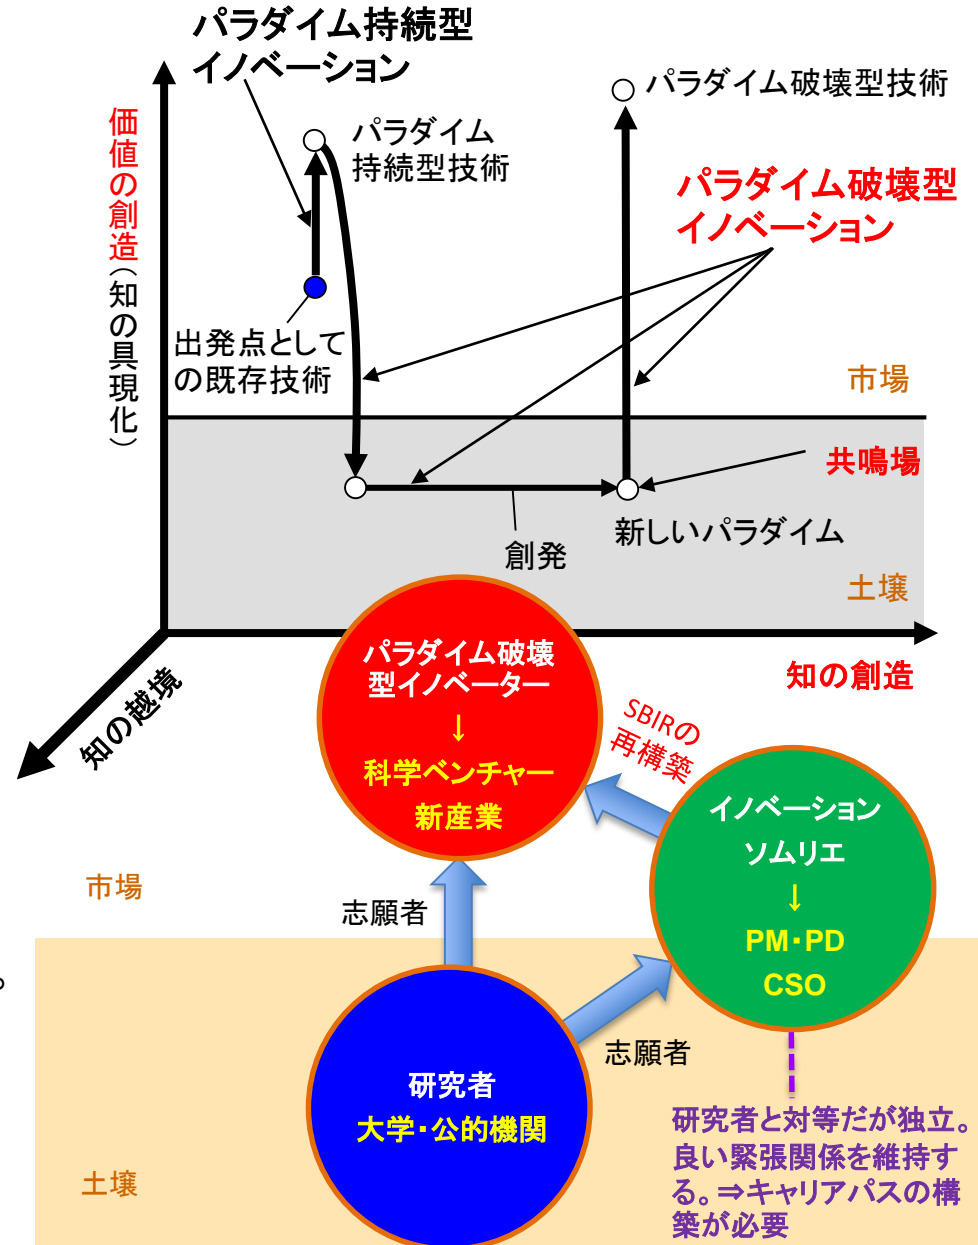 パラダイム持続型
イノベーション
パラダイム破壊型技術
パラダイム
持続型技術
価値の創造（知の具現化）
パラダイム破壊型
イノベーション
出発点として
の既存技術
市場
共鳴場
新しいパラダイム
創発
土壌
知の創造
知の越境
パラダイム破壊
型イノベーター
↓
科学ベンチャー
新産業
SBIRの
再構築
イノベーション
ソムリエ
↓
PM・PD
CSO
市場
志願者
。
志願者
研究者
大学・公的機関
研究者と対等だが独立。
良い緊張関係を維持す
る。⇒キャリアパスの構
築が必要
土壌